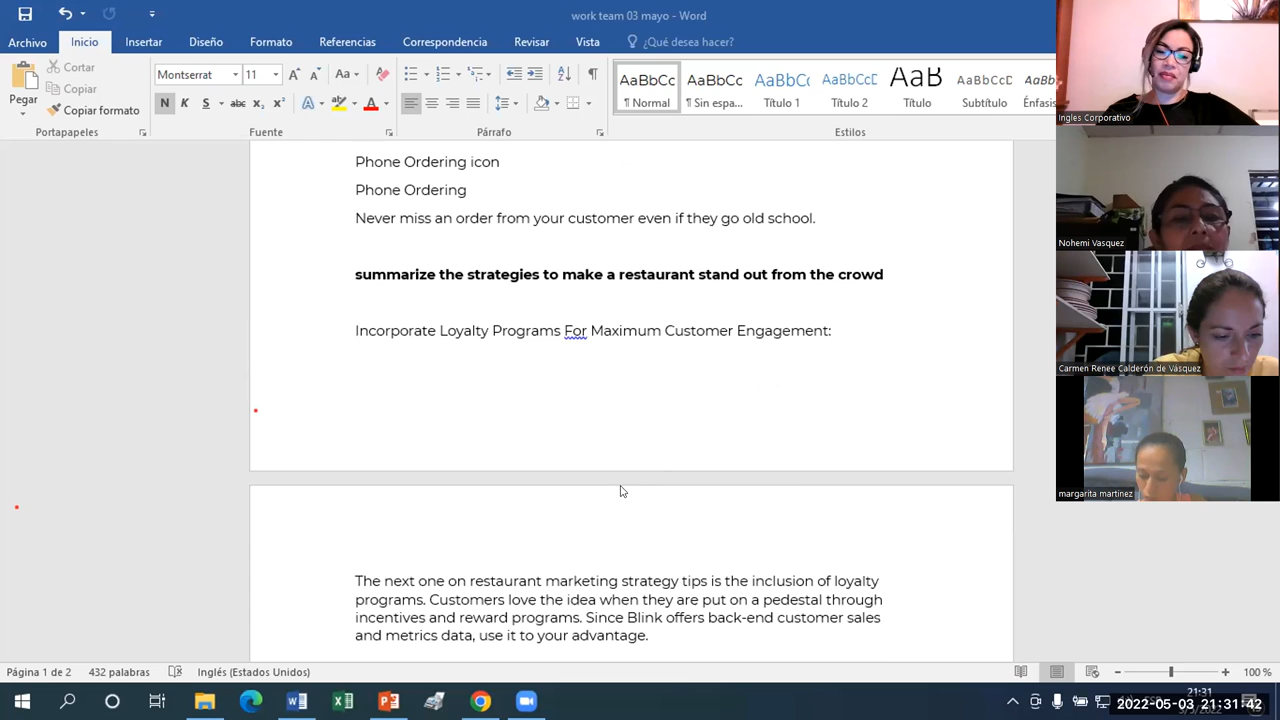 work team 03 mayo - Word
Archivo Inicio Insertar Diseño Formato Referencias Correspondencia Revisar Vista ¿Qué desea hacer?
Pegar
Cortar
Copiar
Copiar formato
Portapapeles
Montserrat 11
N K S abc x₂ x²
Fuente
Párrafo
AaBbCc AaBbCc AaBbCc AaBbCcD AaB AaBbCcD AaBb
¶ Normal ¶ Sin espa... Título 1 Título 2 Título Subtítulo Énfasis
Estilos
Phone Ordering icon
Phone Ordering
Never miss an order from your customer even if they go old school.
summarize the strategies to make a restaurant stand out from the crowd
Incorporate Loyalty Programs For Maximum Customer Engagement:
The next one on restaurant marketing strategy tips is the inclusion of loyalty
programs. Customers love the idea when they are put on a pedestal through
incentives and reward programs. Since Blink offers back-end customer sales
and metrics data, use it to your advantage.
Ingles Corporativo
Nohemi Vasquez
Carmen Renee Calderón de Vásquez
margarita martinez
Página 1 de 2 432 palabras Inglés (Estados Unidos) 100 %
21:31
2022-05-03 21:31:42